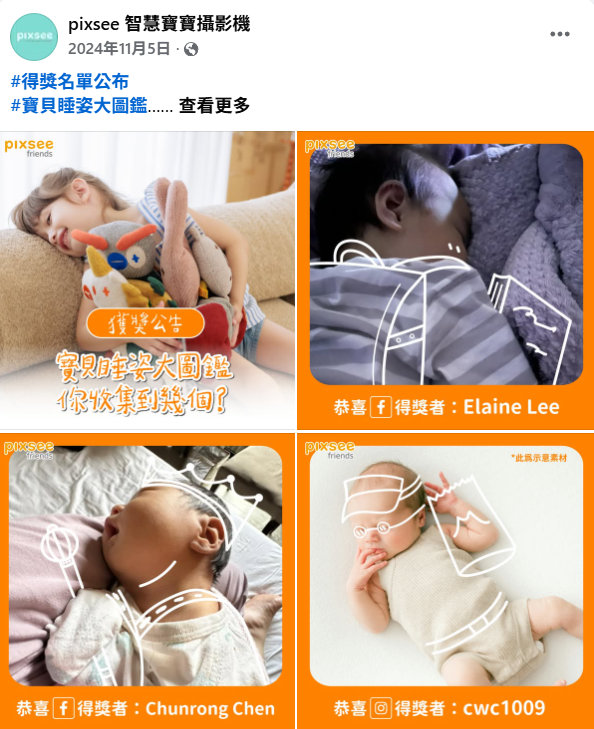 pixsee
pixsee 智慧寶寶攝影機
2024年11月5日 ·
#得獎名單公布
#寶貝睡姿大圖鑑...... 查看更多
pixsee
friends
獲獎公告
寶貝睡姿大圖鑑
你收集到幾個?
pixsee
friends
恭喜 f 得獎者：Elaine Lee
pixsee
friends
恭喜 f 得獎者：Chunrong Chen
pixsee
friends
*此為示意素材
恭喜 得獎者：cwc1009